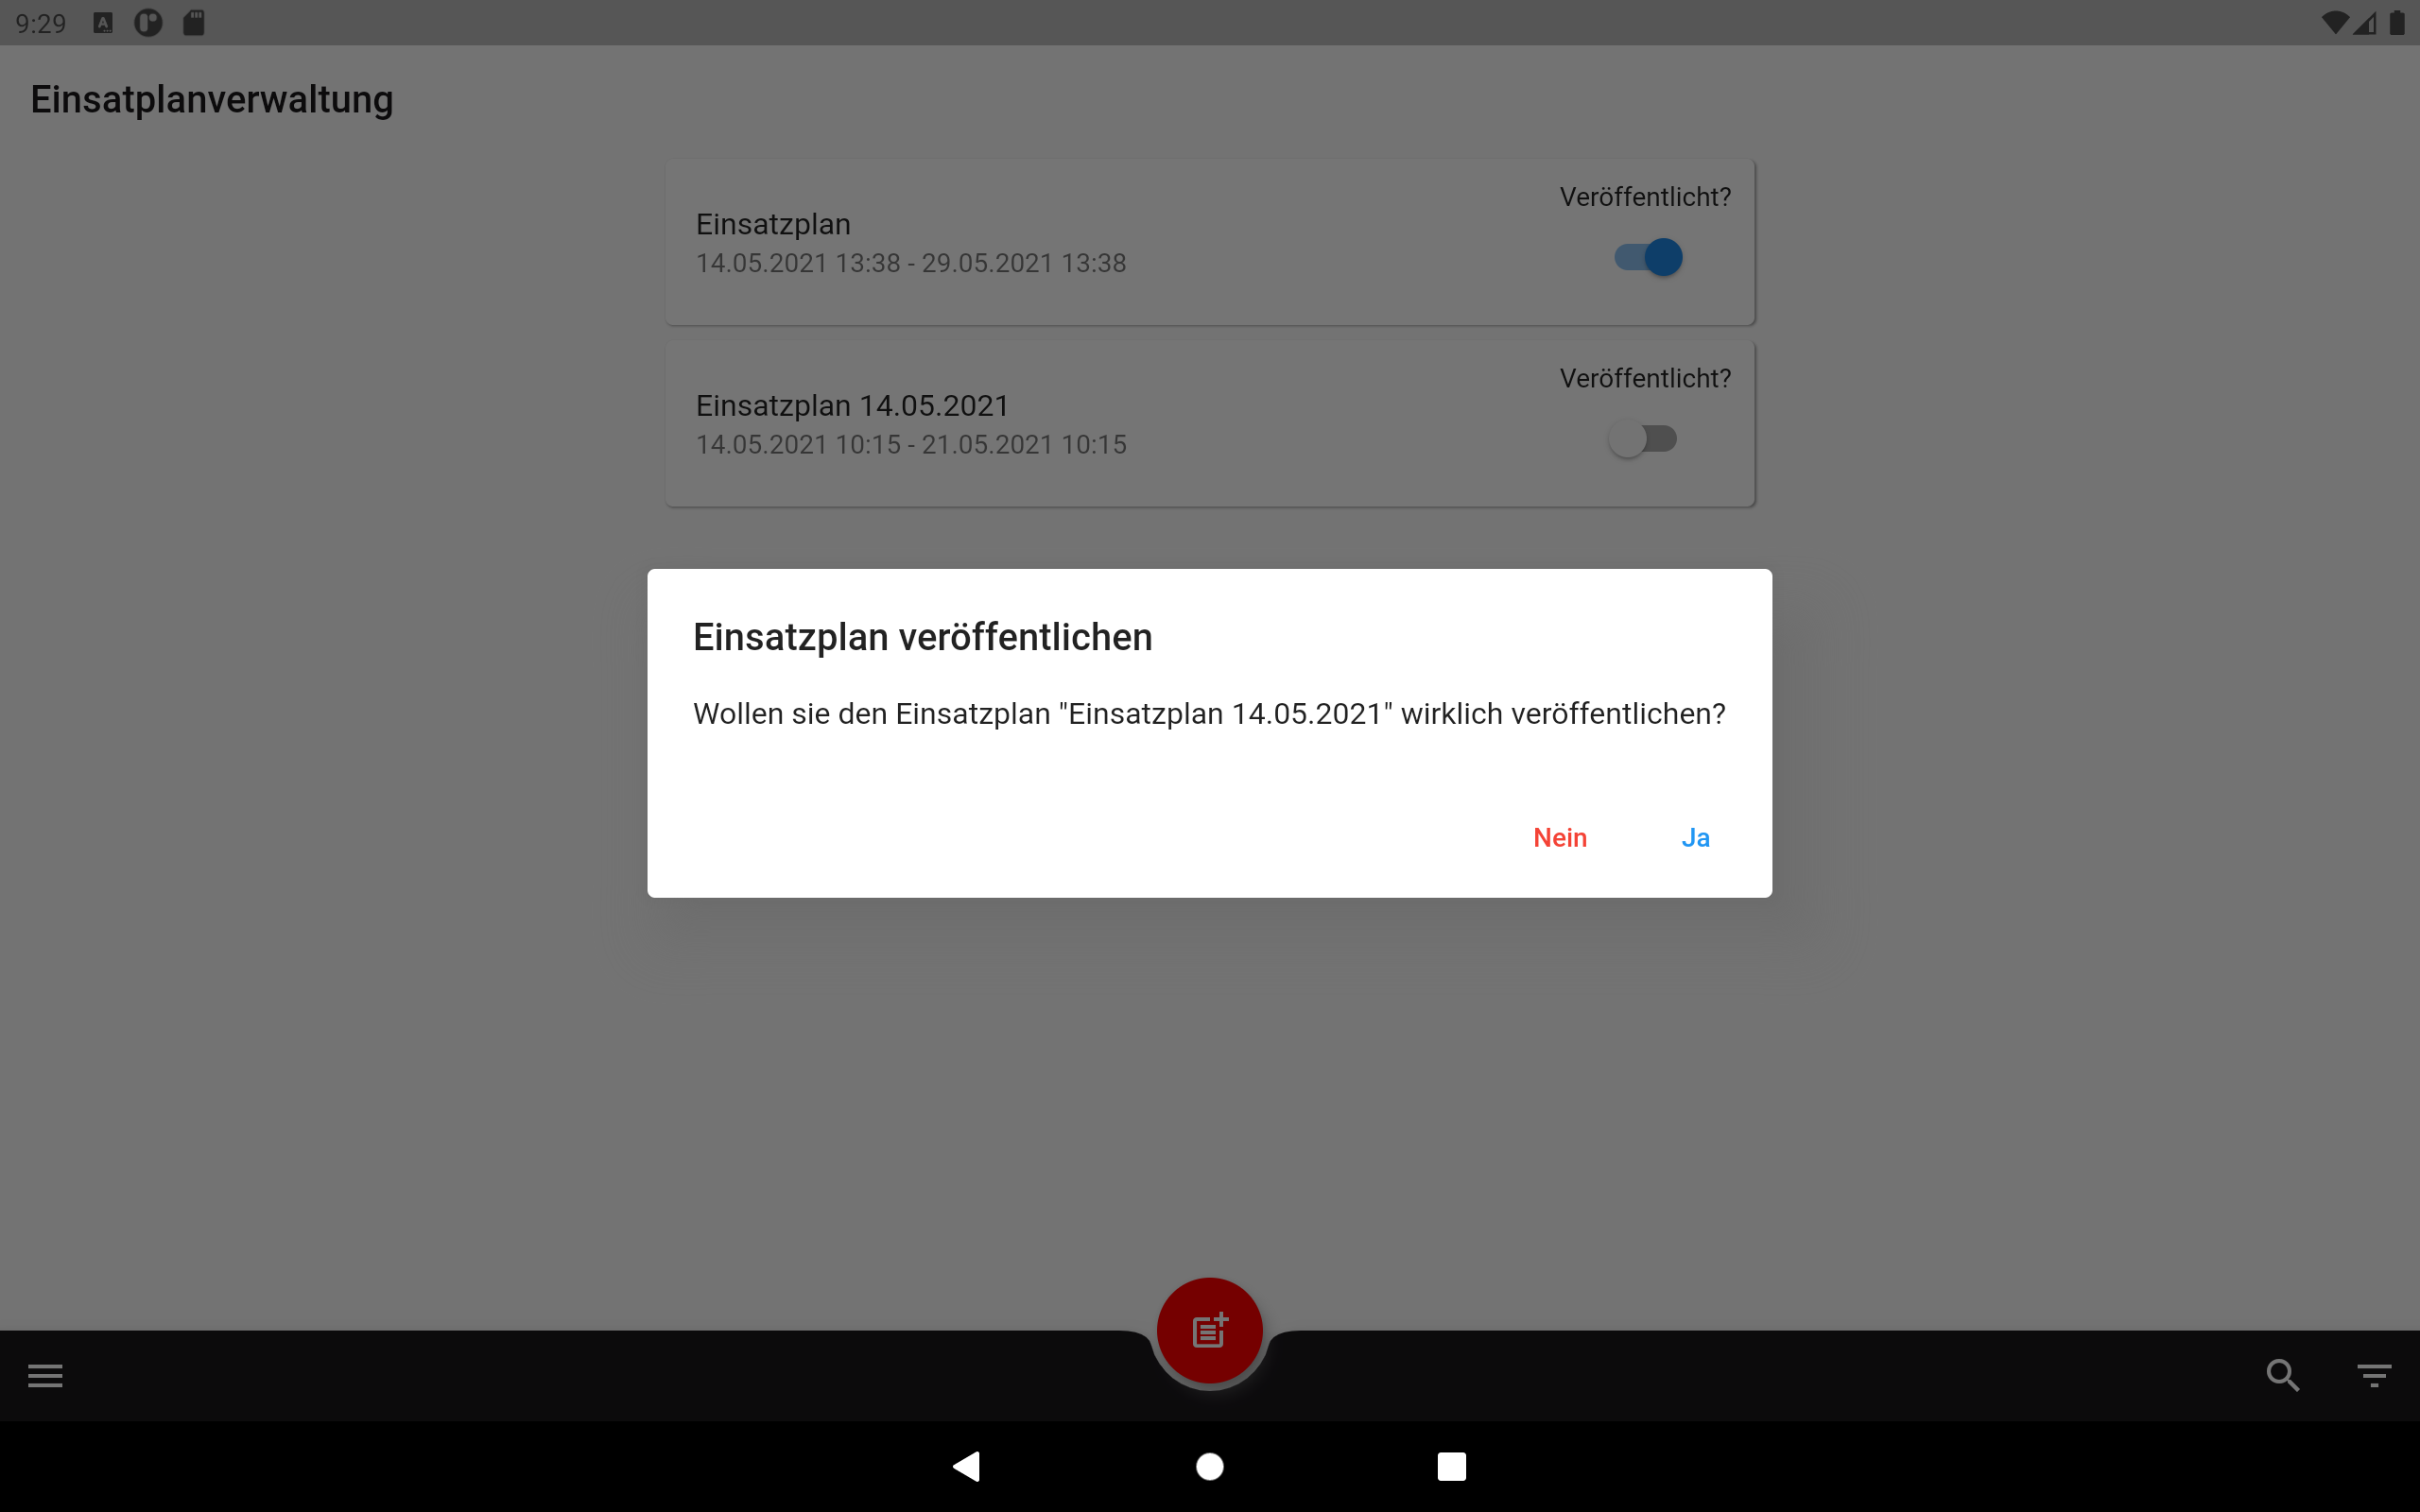 9:29
Einsatplanverwaltung
Veröffentlicht?
Einsatzplan
14.05.2021 13:38 - 29.05.2021 13:38
Veröffentlicht?
Einsatzplan 14.05.2021
14.05.2021 10:15 - 21.05.2021 10:15
Einsatzplan veröffentlichen
Wollen sie den Einsatzplan "Einsatzplan 14.05.2021" wirklich veröffentlichen?
Nein Ja